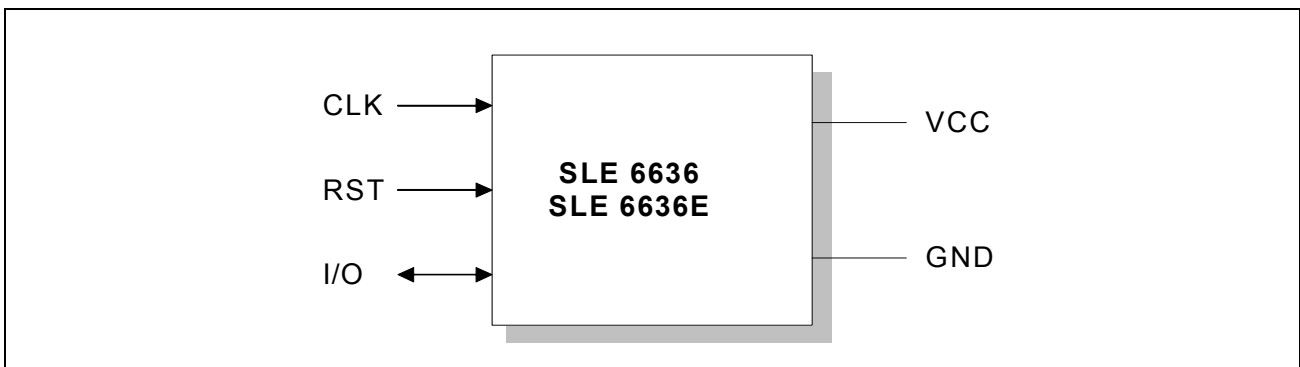 CLK
RST
I/O
SLE 6636
SLE 6636E
VCC
GND